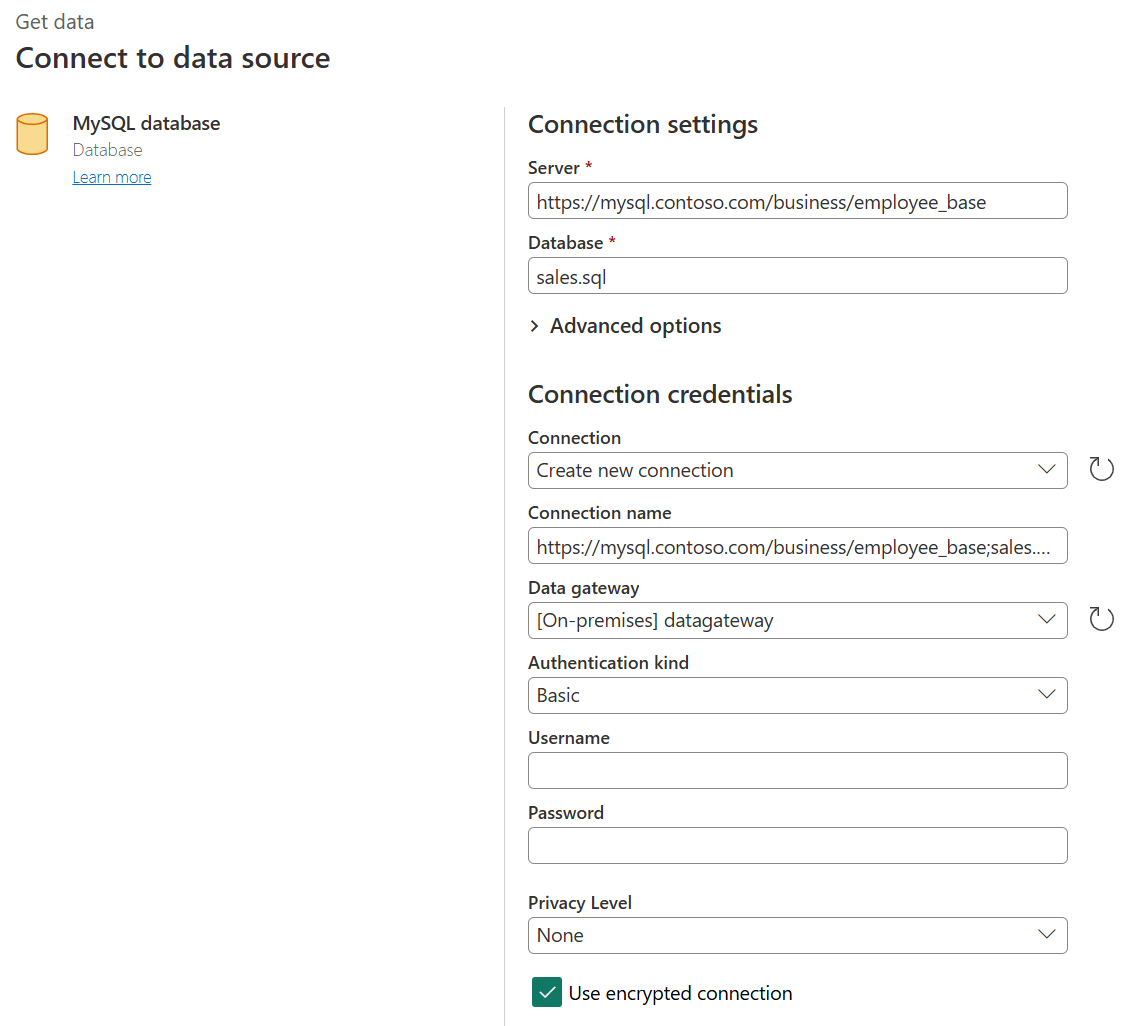 Get data
Connect to data source
MySQL database
Database
Learn more
Connection settings
Server *
https://mysql.contoso.com/business/employee_base
Database *
sales.sql
Advanced options
Connection credentials
Connection
Create new connection
Connection name
https://mysql.contoso.com/business/employee_base;sales....
Data gateway
[On-premises] datagateway
Authentication kind
Basic
Username
Password
Privacy Level
None
Use encrypted connection